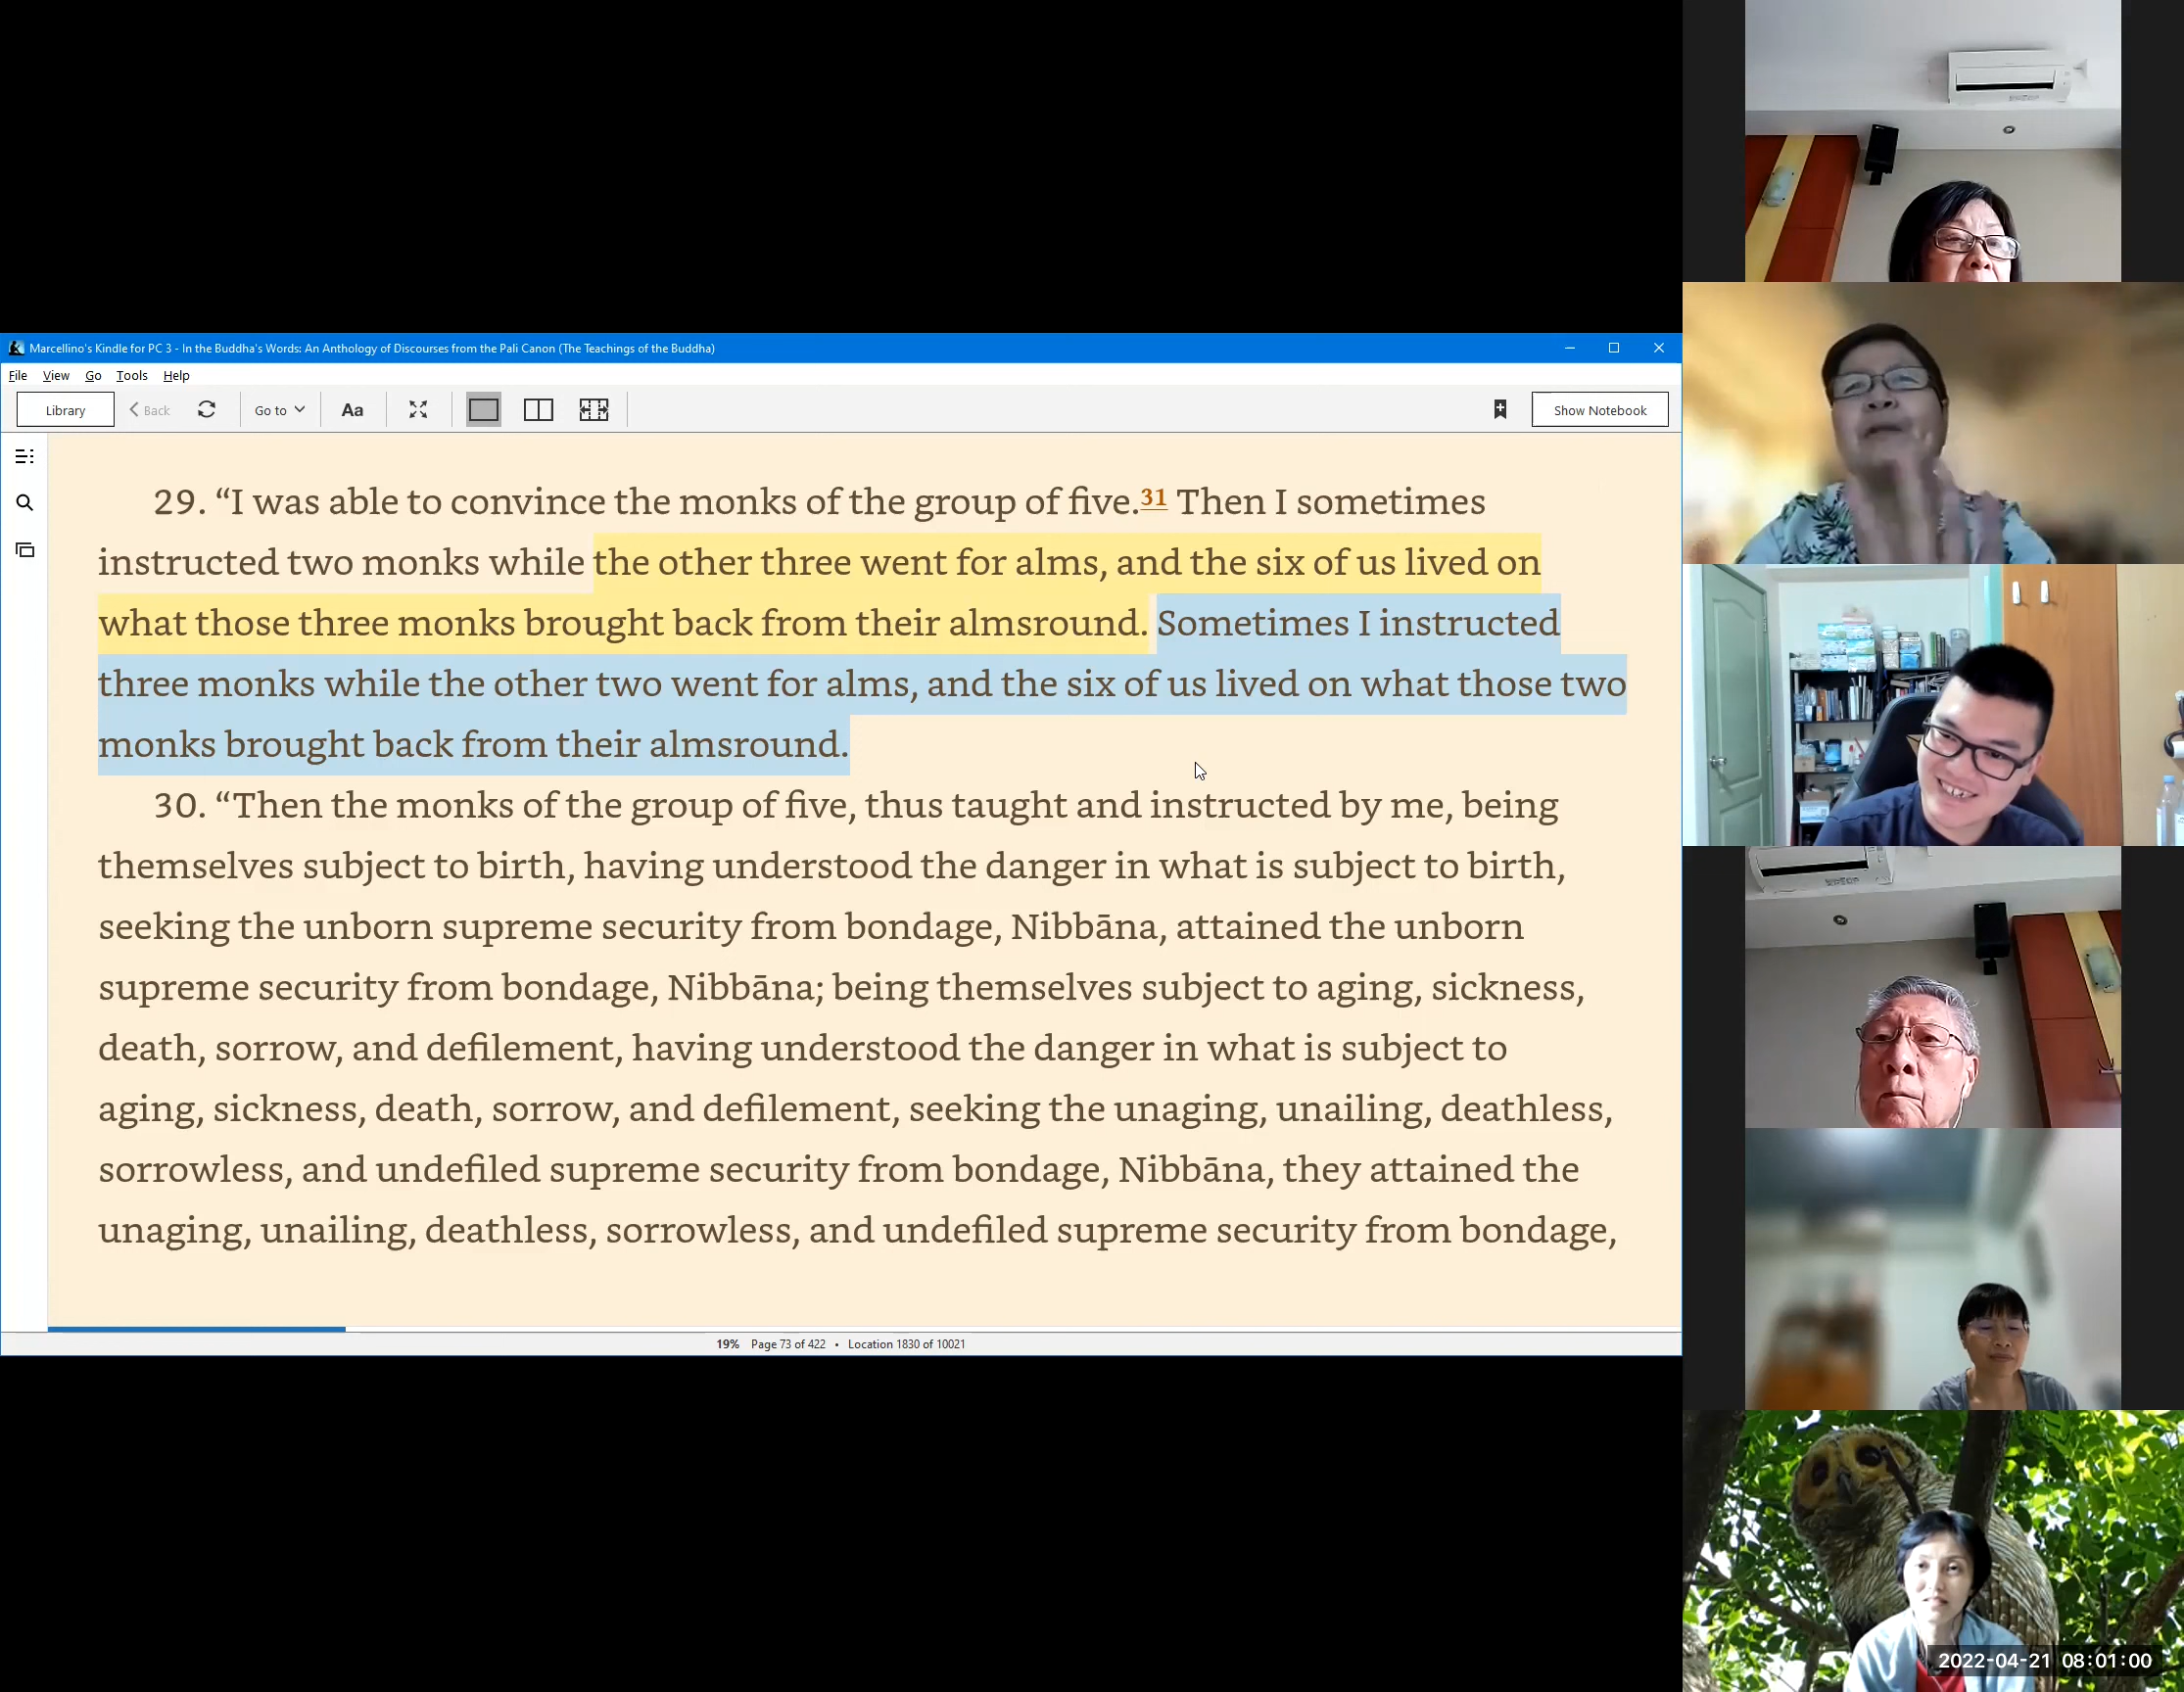 Marcellino's Kindle for PC 3 - In the Buddha's Words: An Anthology of Discourses from the Pali Canon (The Teachings of the Buddha)
File View Go Tools Help
Library Back Go to Aa Show Notebook
29. “I was able to convince the monks of the group of five.31 Then I sometimes
instructed two monks while the other three went for alms, and the six of us lived on
what those three monks brought back from their almsround. Sometimes I instructed
three monks while the other two went for alms, and the six of us lived on what those two
monks brought back from their almsround.
30. “Then the monks of the group of five, thus taught and instructed by me, being
themselves subject to birth, having understood the danger in what is subject to birth,
seeking the unborn supreme security from bondage, Nibbāna, attained the unborn
supreme security from bondage, Nibbāna; being themselves subject to aging, sickness,
death, sorrow, and defilement, having understood the danger in what is subject to
aging, sickness, death, sorrow, and defilement, seeking the unaging, unailing, deathless,
sorrowless, and undefiled supreme security from bondage, Nibbāna, they attained the
unaging, unailing, deathless, sorrowless, and undefiled supreme security from bondage,
19% Page 73 of 422 • Location 1830 of 10021
2022-04-21 08:01:00